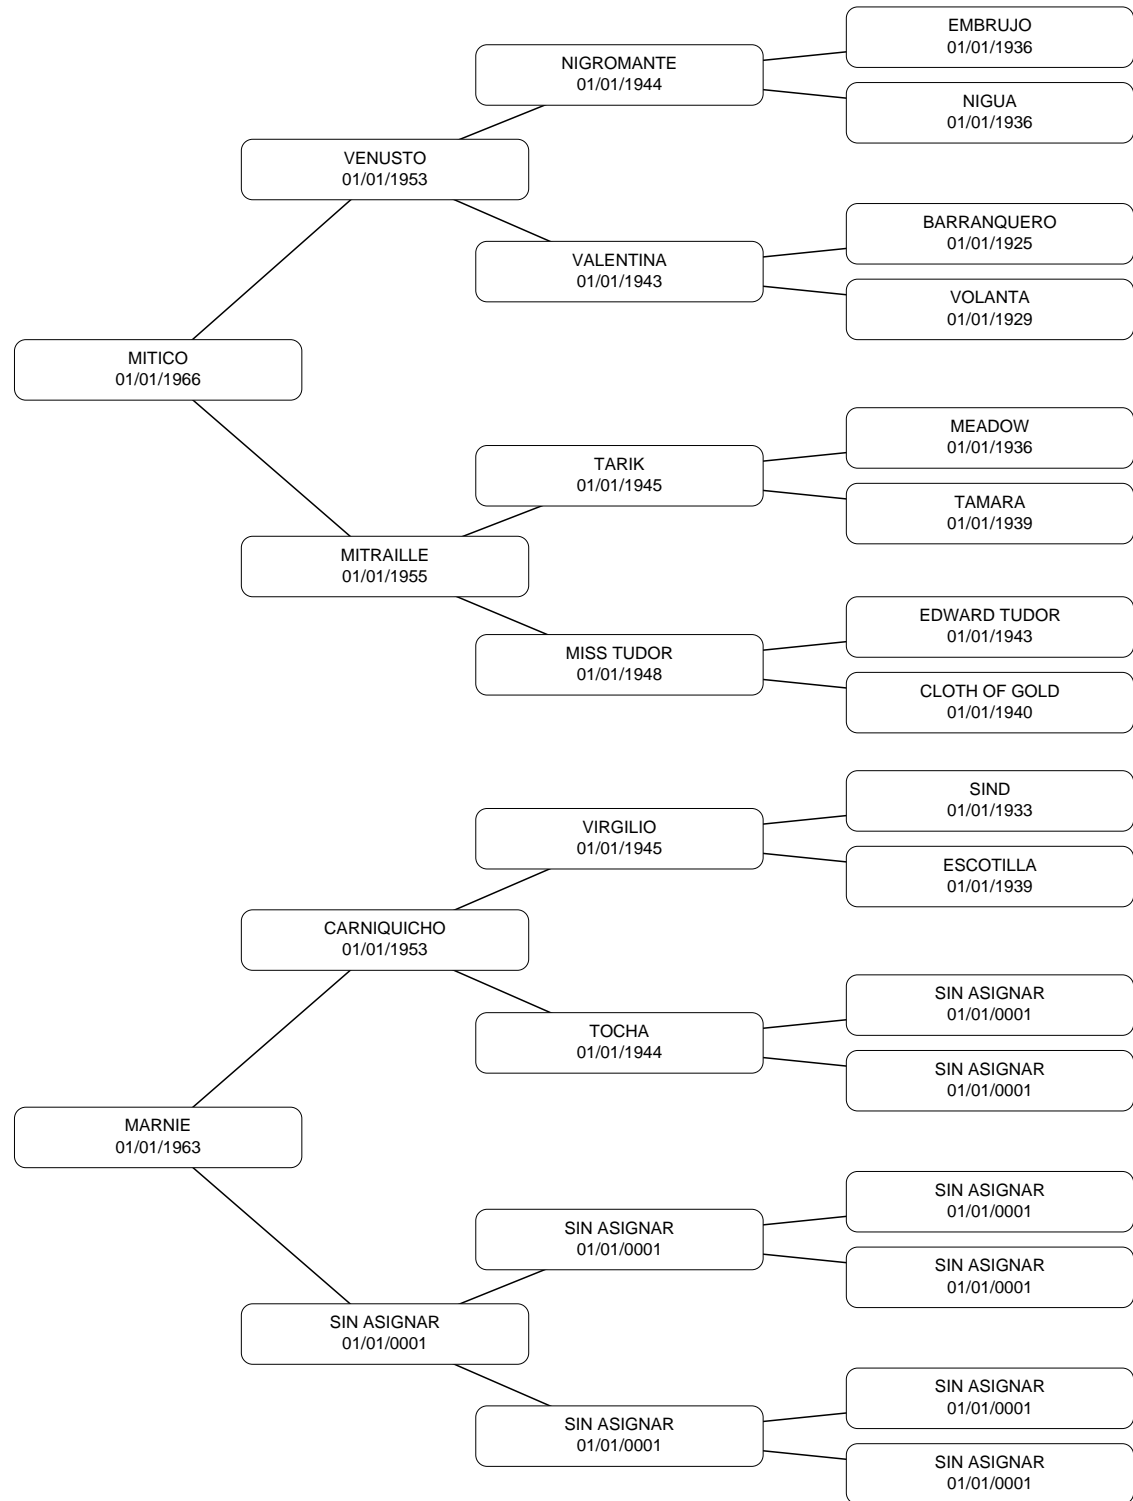 EMBRUJO
01/01/1936
NIGROMANTE
01/01/1944
NIGUA
01/01/1936
VENUSTO
01/01/1953
BARRANQUERO
01/01/1925
VALENTINA
01/01/1943
VOLANTA
01/01/1929
MITICO
01/01/1966
MEADOW
01/01/1936
TARIK
01/01/1945
TAMARA
01/01/1939
MITRAILLE
01/01/1955
EDWARD TUDOR
01/01/1943
MISS TUDOR
01/01/1948
CLOTH OF GOLD
01/01/1940
SIND
01/01/1933
VIRGILIO
01/01/1945
ESCOTILLA
01/01/1939
CARNIQUICHO
01/01/1953
SIN ASIGNAR
01/01/0001
TOCHA
01/01/1944
SIN ASIGNAR
01/01/0001
MARNIE
01/01/1963
SIN ASIGNAR
01/01/0001
SIN ASIGNAR
01/01/0001
SIN ASIGNAR
01/01/0001
SIN ASIGNAR
01/01/0001
SIN ASIGNAR
01/01/0001
SIN ASIGNAR
01/01/0001
SIN ASIGNAR
01/01/0001